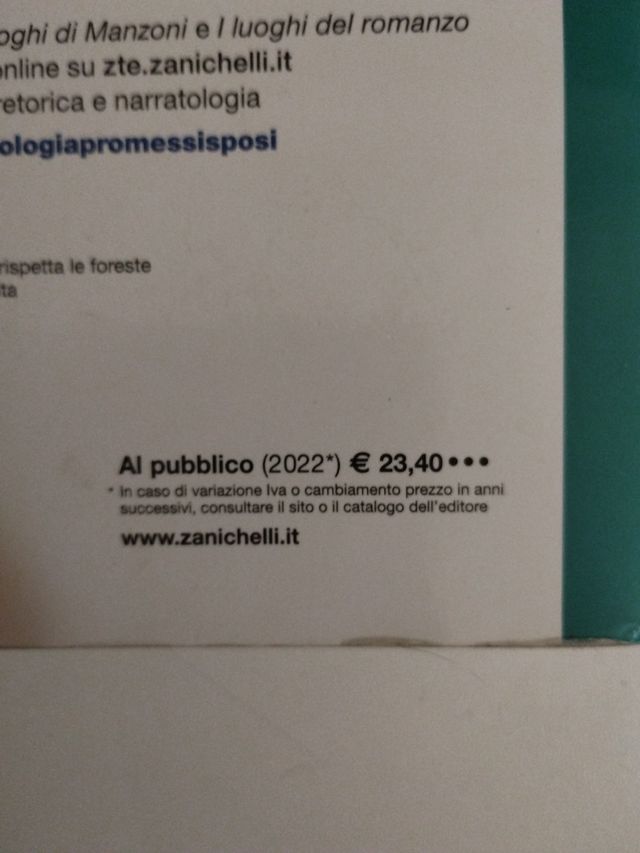 oghi di Manzoni e I luoghi del romanzo
online su zte.zanichelli.it
retorica e narratologia
ologiapromessisposi
rispetta le foreste
ta
Al pubblico (2022*) € 23,40•••
* In caso di variazione Iva o cambiamento prezzo in anni
successivi, consultare il sito o il catalogo dell'editore
www.zanichelli.it